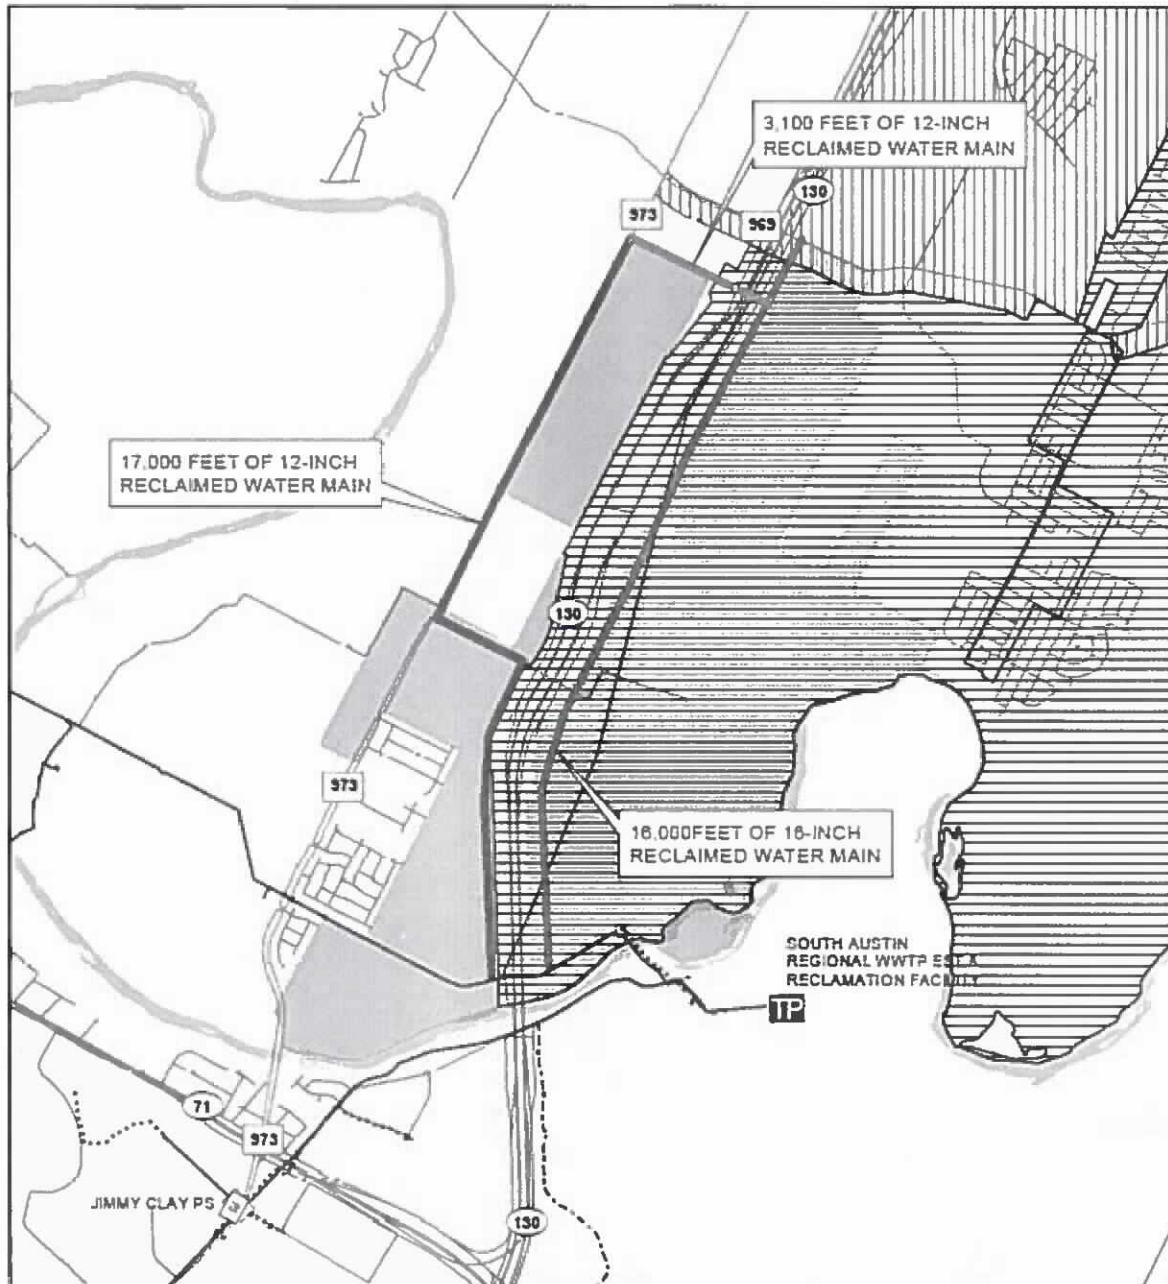 3,100 FEET OF 12-INCH
RECLAIMED WATER MAIN
130
973
969
17,000 FEET OF 12-INCH
RECLAIMED WATER MAIN
130
973
16,000FEET OF 16-INCH
RECLAIMED WATER MAIN
SOUTH AUSTIN
REGIONAL WWTP EST &
RECLAMATION FACILITY
TP
71
973
JIMMY CLAY PS
130